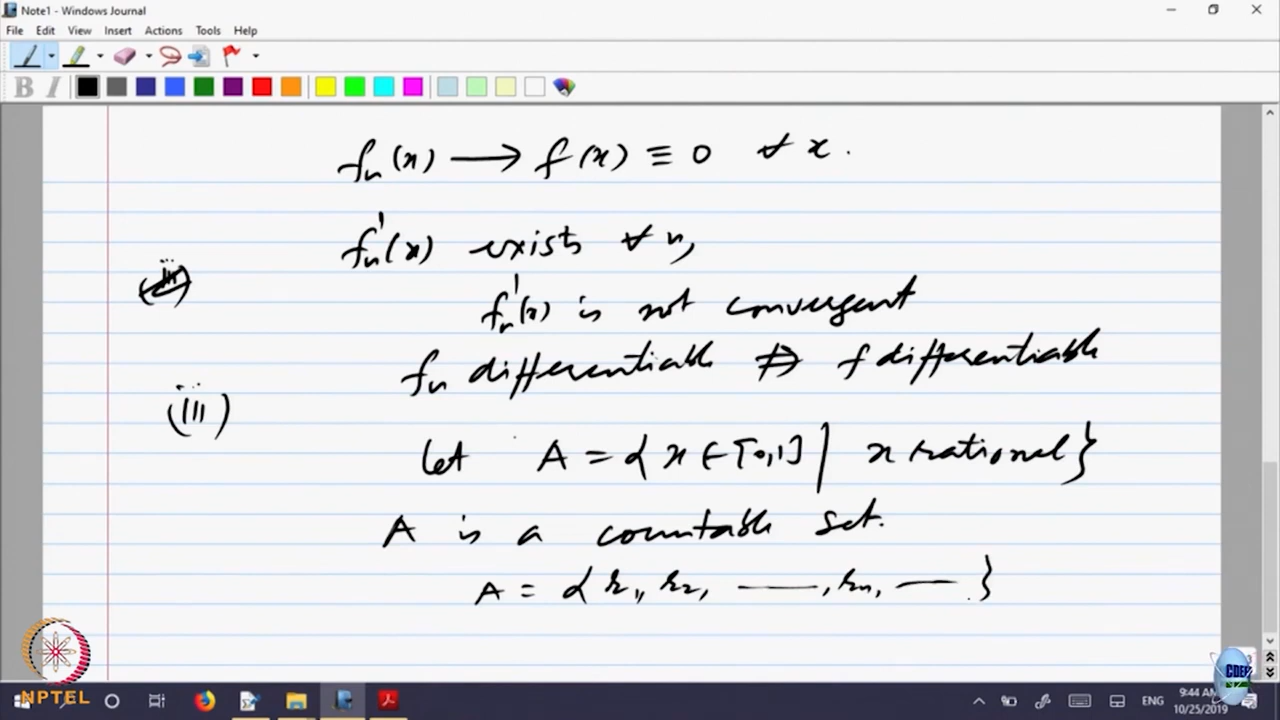 Note1 - Windows Journal
File Edit View Insert Actions Tools Help
B I
fₙ(x) ⟶ f(x) ≡ 0 ∀ x.
fₙ'(x) exists ∀ n,
(iii)
fₙ'(x) is not convergent
fₙ differentiable ⇏ f differentiable
(iii)
Let A = { x ∈ [0,1] | x rational }
A is a countable set.
A = { r₁, r₂, ——, rₙ, —— }
NPTEL
CDEEP
ENG
9:44 AM
10/25/2019